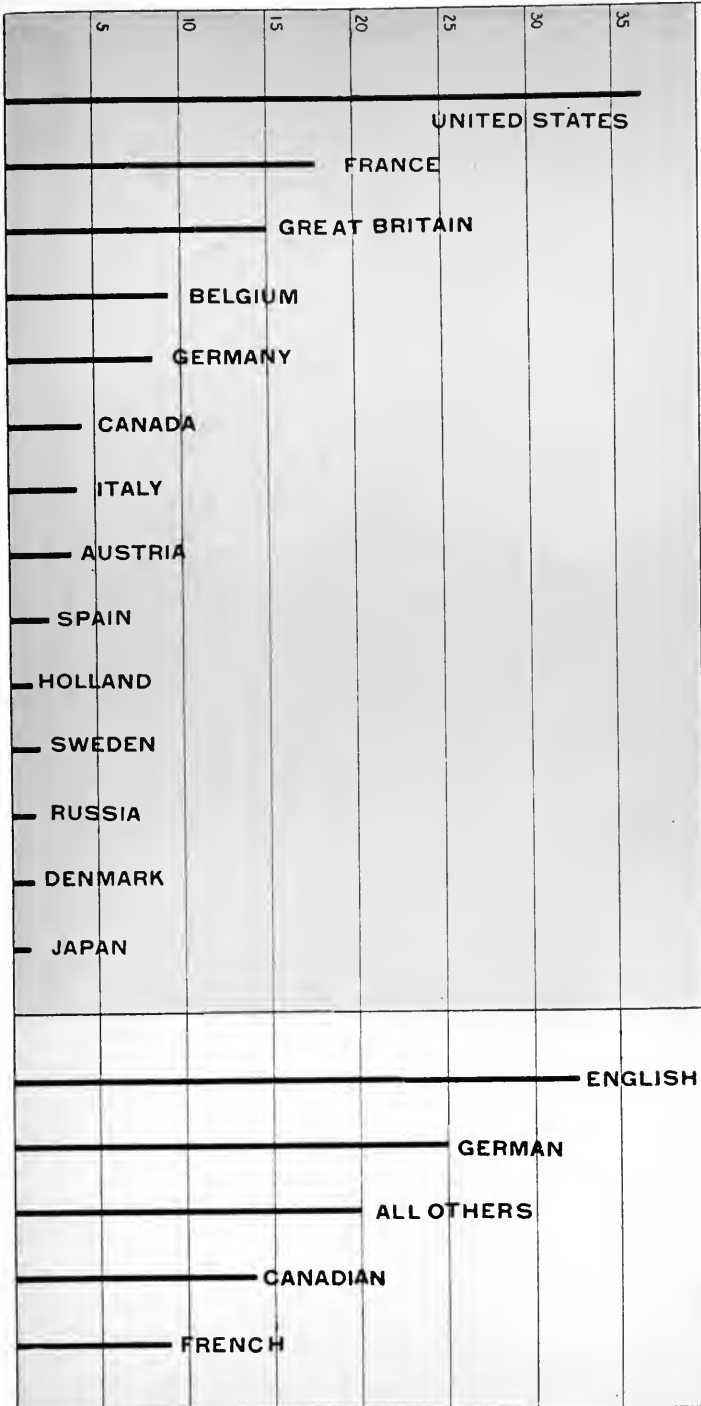 5 10 15 20 25 30 35
UNITED STATES
FRANCE
GREAT BRITAIN
BELGIUM
GERMANY
CANADA
ITALY
AUSTRIA
SPAIN
HOLLAND
SWEDEN
RUSSIA
DENMARK
JAPAN
ENGLISH
GERMAN
ALL OTHERS
CANADIAN
FRENCH